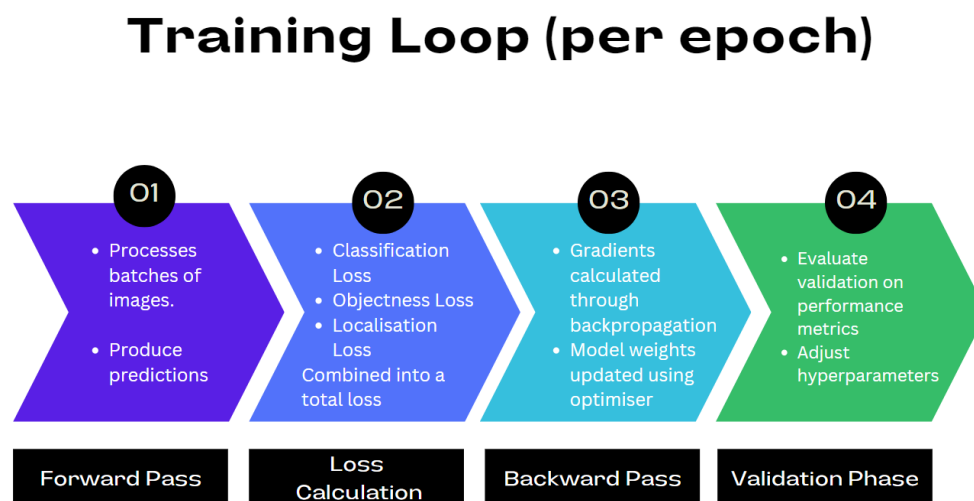 Training Loop (per epoch)
01
• Processes
batches of
images.
• Produce
predictions
Forward Pass
02
• Classification
Loss
• Objectness Loss
• Localisation
Loss
Combined into a
total loss
Loss
Calculation
03
• Gradients
calculated
through
backpropagation
• Model weights
updated using
optimiser
Backward Pass
04
• Evaluate
validation on
performance
metrics
• Adjust
hyperparameters
Validation Phase